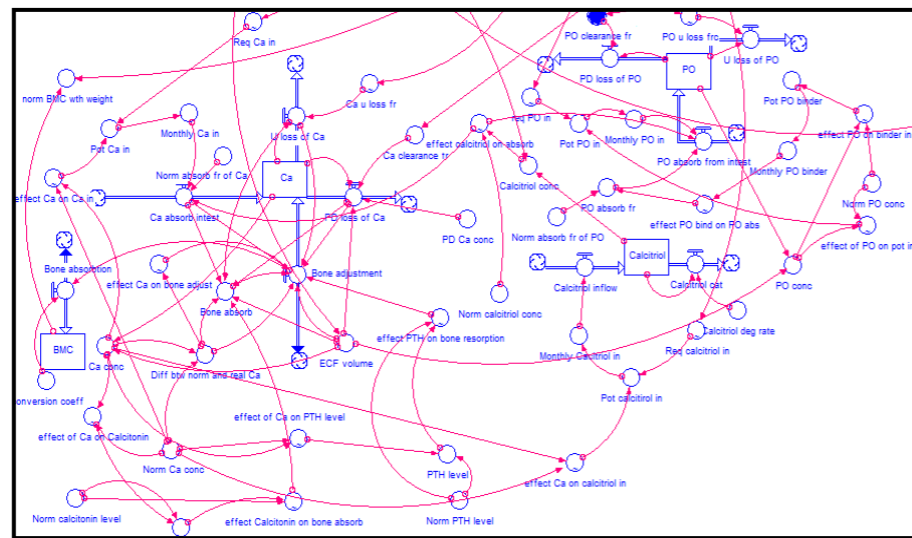 PO clearance fr
PO u loss frc
Req Ca in
U loss of PO
PD loss of PO
PO
norm BMC wth weight
Ca u loss fr
Pot PO binder
req PO in
effect PO on binder in
Monthly Ca in
U loss of Ca
Pot Ca in
effect calcitriol on absorb
Pot PO in
Monthly PO in
Ca clearance fr
PO absorb from intest
Norm absorb fr of Ca
Ca
Calcitriol conc
Monthly PO binder
effect Ca on Ca in
PO absorb fr
Norm PO conc
Ca absorb intest
PD loss of Ca
PD Ca conc
Norm absorb fr of PO
effect PO bind on PO abs
effect of PO on pot in
Bone absorbtion
Calcitriol
Bone adjustment
effect Ca on bone adjust
Calcitriol inflow
Calcitriol cat
PO conc
Bone absorb
Norm calcitriol conc
Calcitriol deg rate
effect PTH on bone resorption
BMC
Ca conc
Diff btw norm and real Ca
ECF volume
Monthly Calcitriol in
Req calcitriol in
onversion coeff
Pot calcitirol in
effect of Ca on PTH level
effect of Ca on Calcitonin
Norm Ca conc
PTH level
effect Ca on calcitriol in
Norm calcitonin level
effect Calcitonin on bone absorb
Norm PTH level